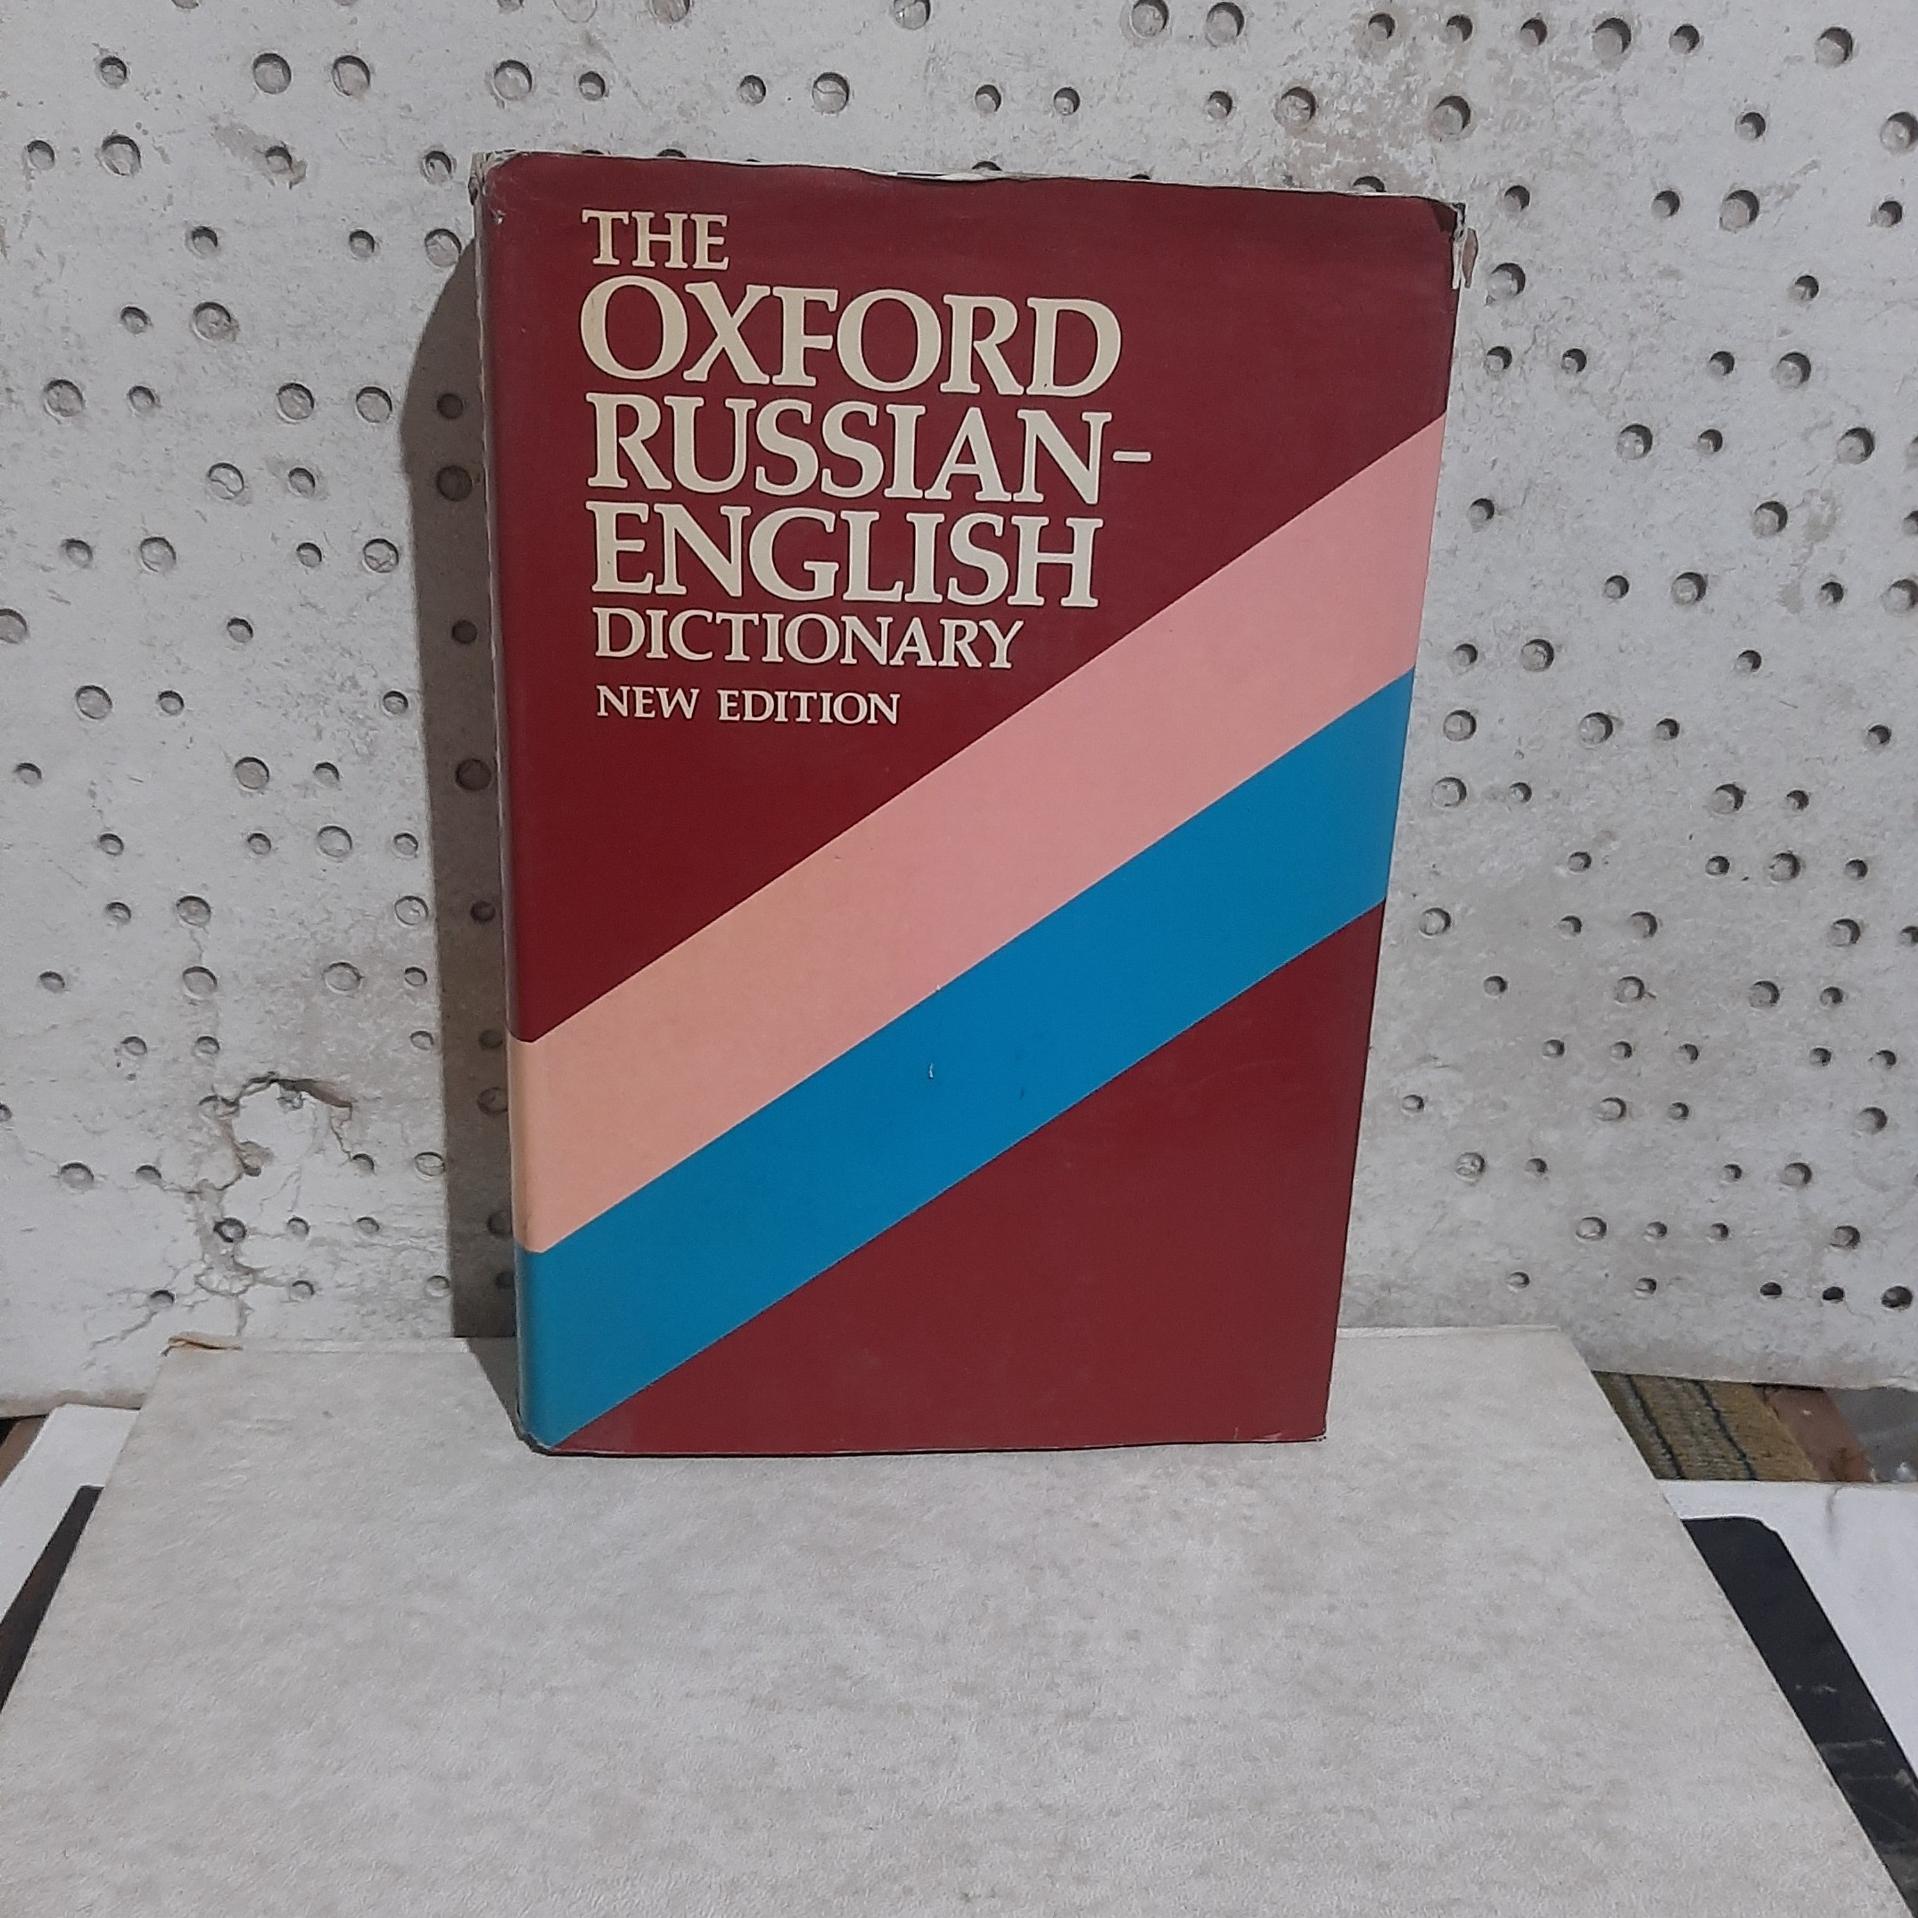 THE
OXFORD
RUSSIAN-
ENGLISH
DICTIONARY
NEW EDITION